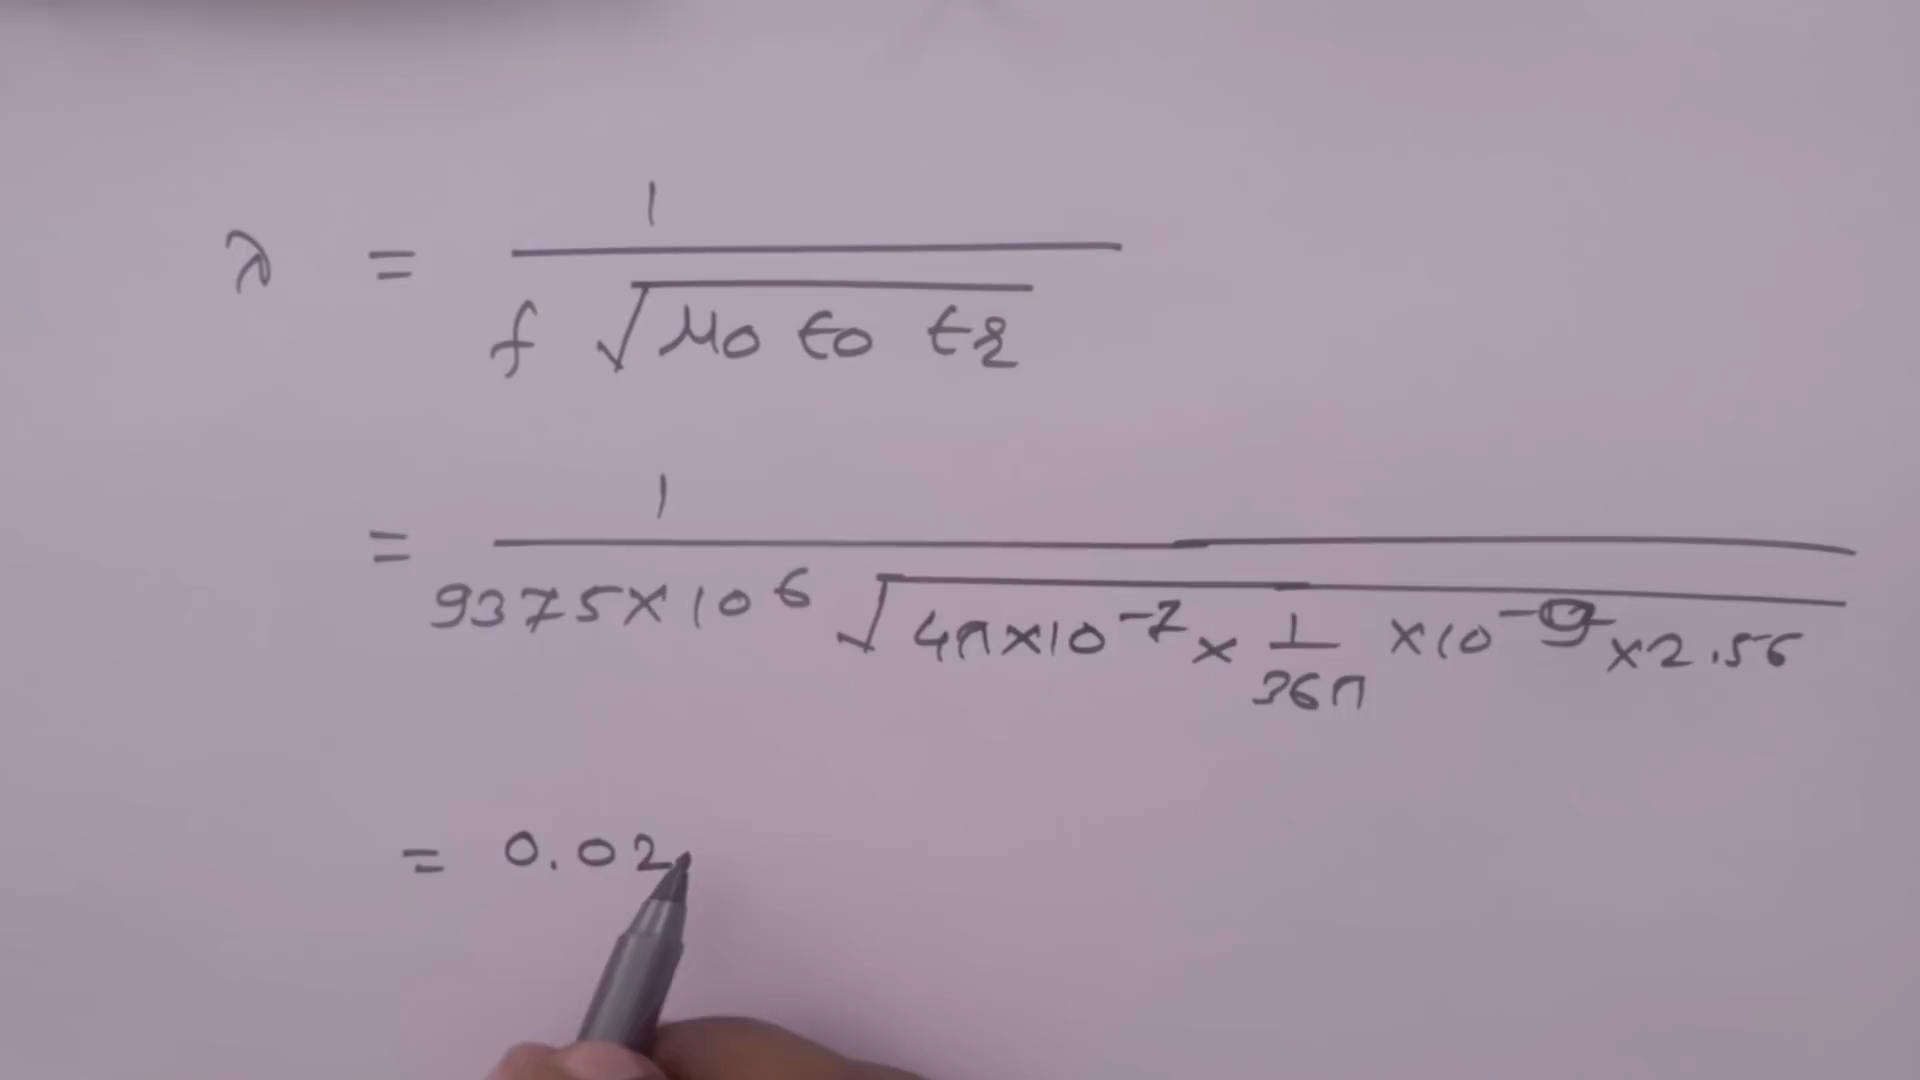 λ = 1 / f √(μ0 ϵ0 ϵr)
= 1 / 9375×10^6 √(4π×10^-7 × 1/36π ×10^-9 ×2.56)
= 0.02